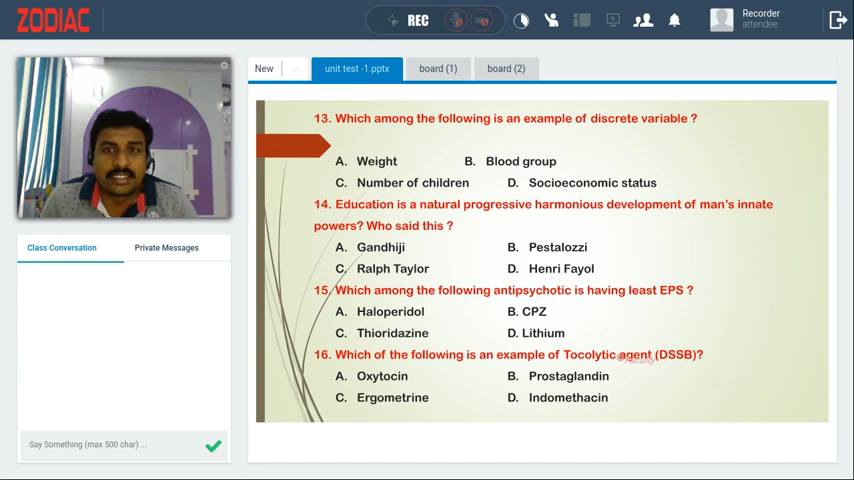 ZODIAC
REC
Recorder
attendee
New
unit test -1.pptx
board (1)
board (2)
Class Conversation
Private Messages
Say Something (max 500 char) ...
13. Which among the following is an example of discrete variable ?
A. Weight B. Blood group
C. Number of children D. Socioeconomic status
14. Education is a natural progressive harmonious development of man's innate
powers? Who said this ?
A. Gandhiji B. Pestalozzi
C. Ralph Taylor D. Henri Fayol
15. Which among the following antipsychotic is having least EPS ?
A. Haloperidol B. CPZ
C. Thioridazine D. Lithium
16. Which of the following is an example of Tocolytic agent (DSSB)?
Faculty
A. Oxytocin B. Prostaglandin
C. Ergometrine D. Indomethacin